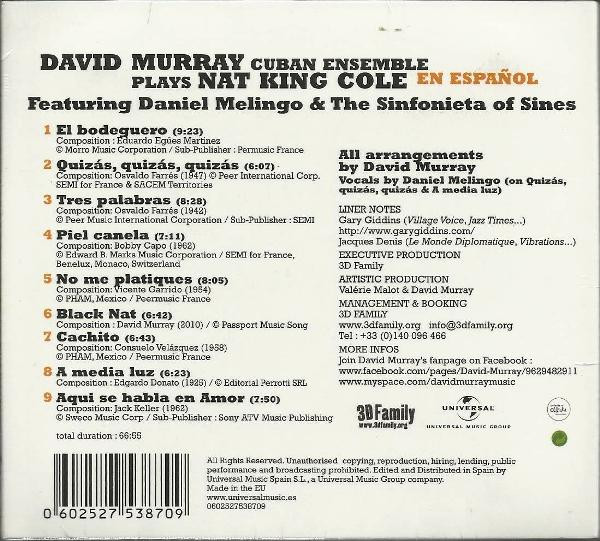 DAVID MURRAY CUBAN ENSEMBLE
PLAYS NAT KING COLE EN ESPAÑOL
Featuring Daniel Melingo & The Sinfonieta of Sines
1 El bodeguero (9:23)
Composition : Eduardo Egües Martinez
© Morro Music Corporation / Sub-Publisher : Permusic France
2 Quizás, quizás, quizás (6:07)
Composition: Osvaldo Farrés (1947) © Peer International Corp.
SEMI for France & SACEM Territories
3 Tres palabras (8:28)
Composition: Osvaldo Farrés (1942)
© Peer Music International Corp / Sub-Publisher : SEMI
4 Piel canela (7:11)
Composition: Bobby Capo (1962)
© Edward B. Marks Music Corporation / SEMI for France,
Benelux, Monaco, Switzerland
5 No me platiques (8:05)
Composition: Vicente Garrido (1954)
© PHAM, Mexico / Peermusic France
6 Black Nat (6:42)
Composition : David Murray (2010) / © Passport Music Song
7 Cachito (6:43)
Composition: Consuelo Velázquez (1958)
© PHAM, Mexico / Peermusic France
8 A media luz (6:23)
Composition : Edgardo Donato (1925) / © Editorial Perrotti SRL
9 Aqui se habla en Amor (7:50)
Composition: Jack Keller (1962)
© Sweco Music Corp / Sub-Publisher : Sony ATV Music Publishing
total duration : 66:55
All arrangements
by David Murray
Vocals by Daniel Melingo (on Quizás,
quizás, quizás & A media luz)
LINER NOTES
Gary Giddins (Village Voice, Jazz Times...)
http://www.garygiddins.com/
Jacques Denis (Le Monde Diplomatique, Vibrations...)
EXECUTIVE PRODUCTION
3D Family
ARTISTIC PRODUCTION
Valérie Malot & David Murray
MANAGEMENT & BOOKING
3D FAMILY
www.3dfamily.org info@3dfamily.org
Tel : +33 (0)140 096 466
MORE INFOS
Join David Murray's fanpage on Facebook :
www.facebook.com/pages/David-Murray/9629482911
www.myspace.com/davidmurraymusic
3DFamily
www.3dfamily.org
UNIVERSAL
UNIVERSAL MUSIC GROUP
All Rights Reserved. Unauthorised copying, reproduction, hiring, lending, public
performance and broadcasting prohibited. Edited and Distributed in Spain by
Universal Music Spain S.L., a Universal Music Group company.
Made in the EU
www.universalmusic.es
0602527538709
0 602527 538709